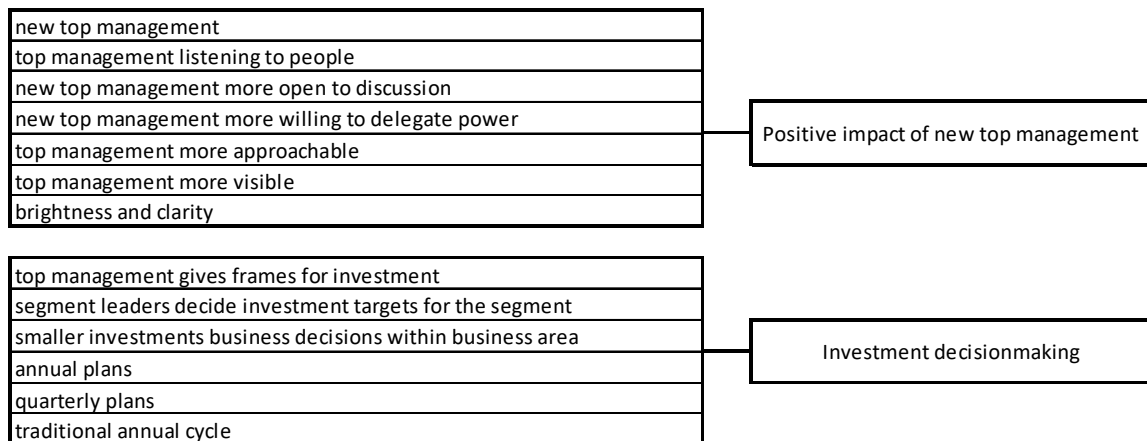 new top management
top management listening to people
new top management more open to discussion
new top management more willing to delegate power
top management more approachable
top management more visible
brightness and clarity
Positive impact of new top management
top management gives frames for investment
segment leaders decide investment targets for the segment
smaller investments business decisions within business area
annual plans
quarterly plans
traditional annual cycle
Investment decisionmaking